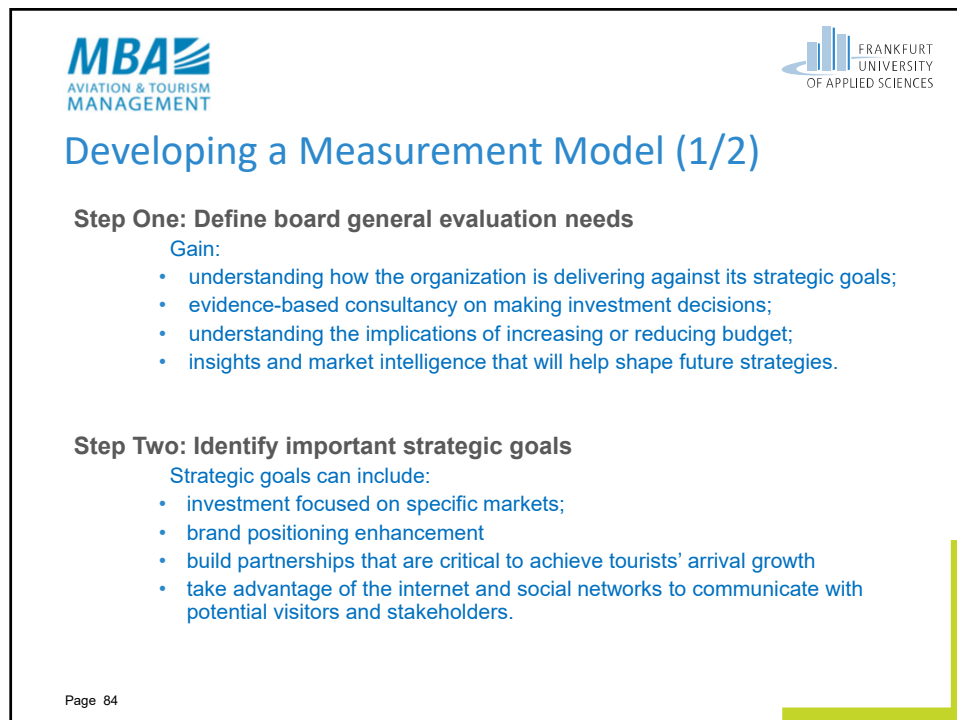 MBA
AVIATION & TOURISM
MANAGEMENT
FRANKFURT
UNIVERSITY
OF APPLIED SCIENCES
Developing a Measurement Model (1/2)
Step One: Define board general evaluation needs
Gain:
• understanding how the organization is delivering against its strategic goals;
• evidence-based consultancy on making investment decisions;
• understanding the implications of increasing or reducing budget;
• insights and market intelligence that will help shape future strategies.
Step Two: Identify important strategic goals
Strategic goals can include:
• investment focused on specific markets;
• brand positioning enhancement
• build partnerships that are critical to achieve tourists’ arrival growth
• take advantage of the internet and social networks to communicate with
potential visitors and stakeholders.
Page 84